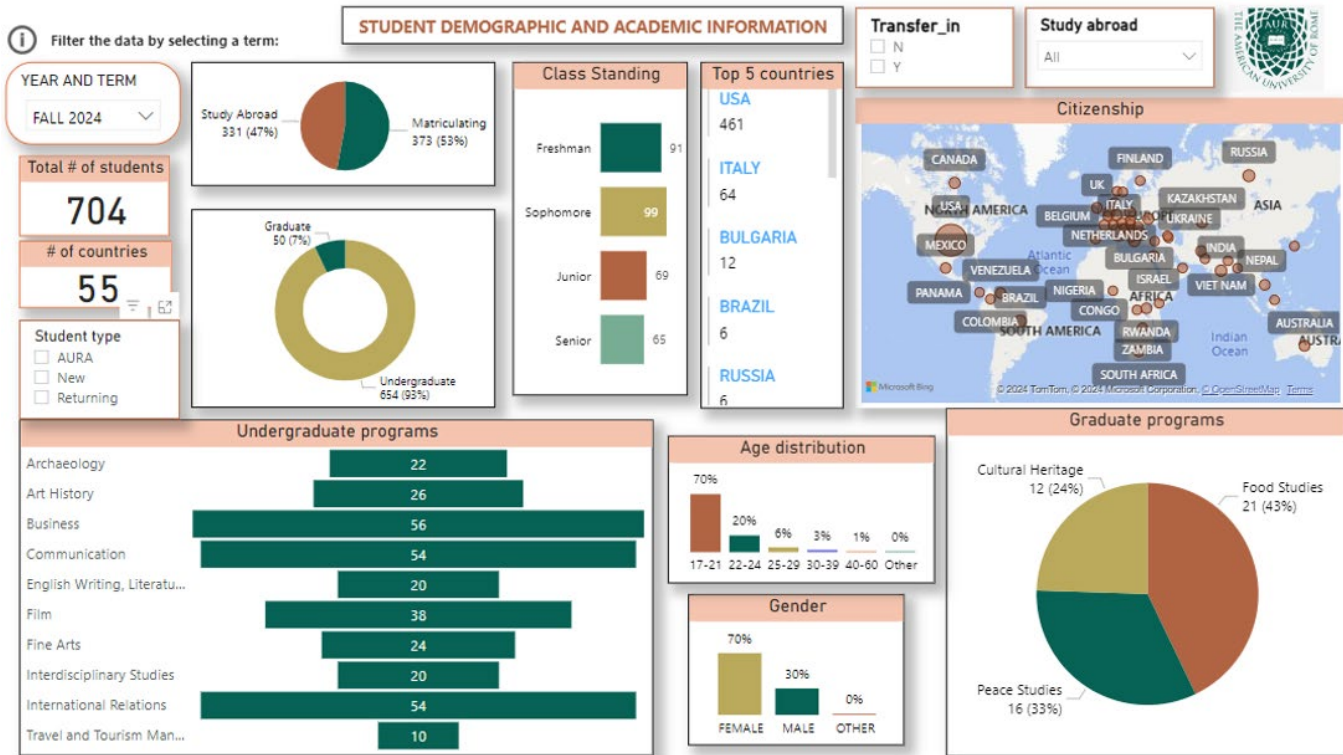 STUDENT DEMOGRAPHIC AND ACADEMIC INFORMATION
Filter the data by selecting a term:
YEAR AND TERM
FALL 2024
Total # of students
704
# of countries
55
Student type
AURA
New
Returning
Study Abroad
331 (47%)
Matriculating
373 (53%)
Graduate
50 (7%)
Undergraduate
654 (93%)
Class Standing
Freshman 91
Sophomore 99
Junior 69
Senior 65
Top 5 countries
USA
461
ITALY
64
BULGARIA
12
BRAZIL
6
RUSSIA
6
Transfer_in
N
Y
Study abroad
All
THE AMERICAN UNIVERSITY OF ROME
AUR
Citizenship
CANADA
FINLAND
RUSSIA
UK
KAZAKHSTAN
USA
NORTH AMERICA
ITALY
ASIA
BELGIUM
UKRAINE
NETHERLANDS
MEXICO
Atlantic
Ocean
BULGARIA
INDIA
NEPAL
VENEZUELA
ISRAEL
VIET NAM
PANAMA
BRAZIL
NIGERIA
AFRICA
COLOMBIA
CONGO
SOUTH AMERICA
RWANDA
Indian
Ocean
AUSTRALIA
AUSTR
ZAMBIA
SOUTH AFRICA
Microsoft Bing
© 2024 TomTom, © 2024 Microsoft Corporation, © OpenStreetMap Terms
Undergraduate programs
Archaeology 22
Art History 26
Business 56
Communication 54
English Writing, Literatu... 20
Film 38
Fine Arts 24
Interdisciplinary Studies 20
International Relations 54
Travel and Tourism Man... 10
Age distribution
70% 20% 6% 3% 1% 0%
17-21 22-24 25-29 30-39 40-60 Other
Gender
70% 30% 0%
FEMALE MALE OTHER
Graduate programs
Cultural Heritage
12 (24%)
Food Studies
21 (43%)
Peace Studies
16 (33%)